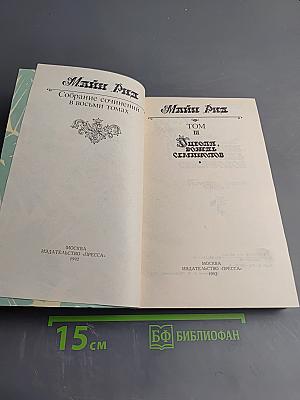 Майн Рид
Собрание сочинений
в восьми томах
МОСКВА
ИЗДАТЕЛЬСТВО «ПРЕССА»
1992
Майн Рид
ТОМ
III
Оцеола,
вождь
семинолов
МОСКВА
ИЗДАТЕЛЬСТВО «ПРЕССА»
1992
15 см
БФ БИБЛИОФАН